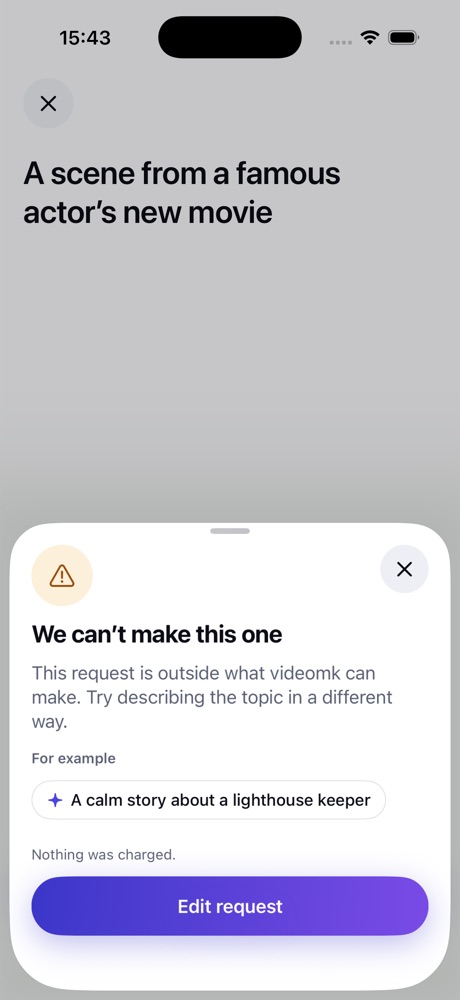 15:43
A scene from a famous
actor’s new movie
We can’t make this one
This request is outside what videomk can
make. Try describing the topic in a different
way.
For example
A calm story about a lighthouse keeper
Nothing was charged.
Edit request